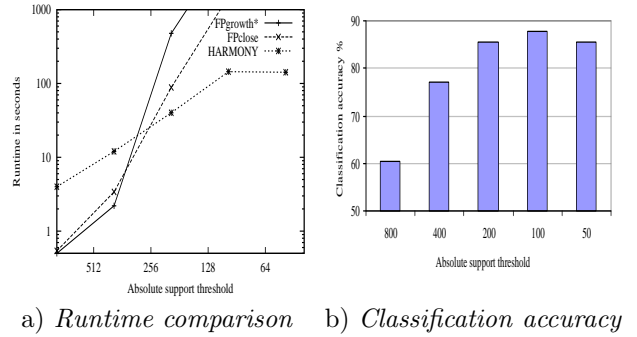 1000
100
10
1
Runtime in seconds
FPgrowth*
FPclose
HARMONY
512 256 128 64
Absolute support threshold
a) Runtime comparison
90
80
70
60
50
Classification accuracy %
800 400 200 100 50
Absolute support threshold
b) Classification accuracy